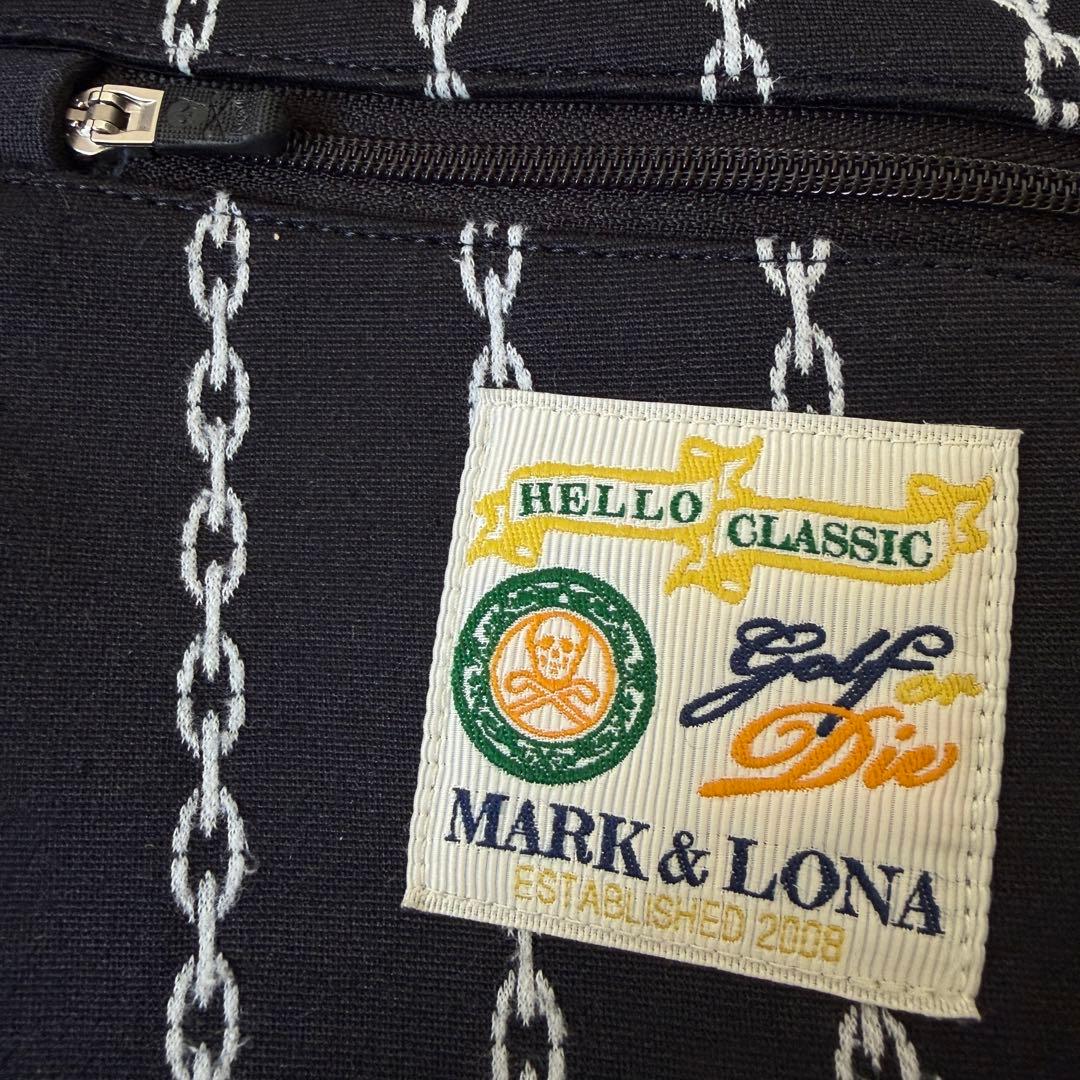 HELLO CLASSIC
Golf or
Die
MARK & LONA
ESTABLISHED 2008